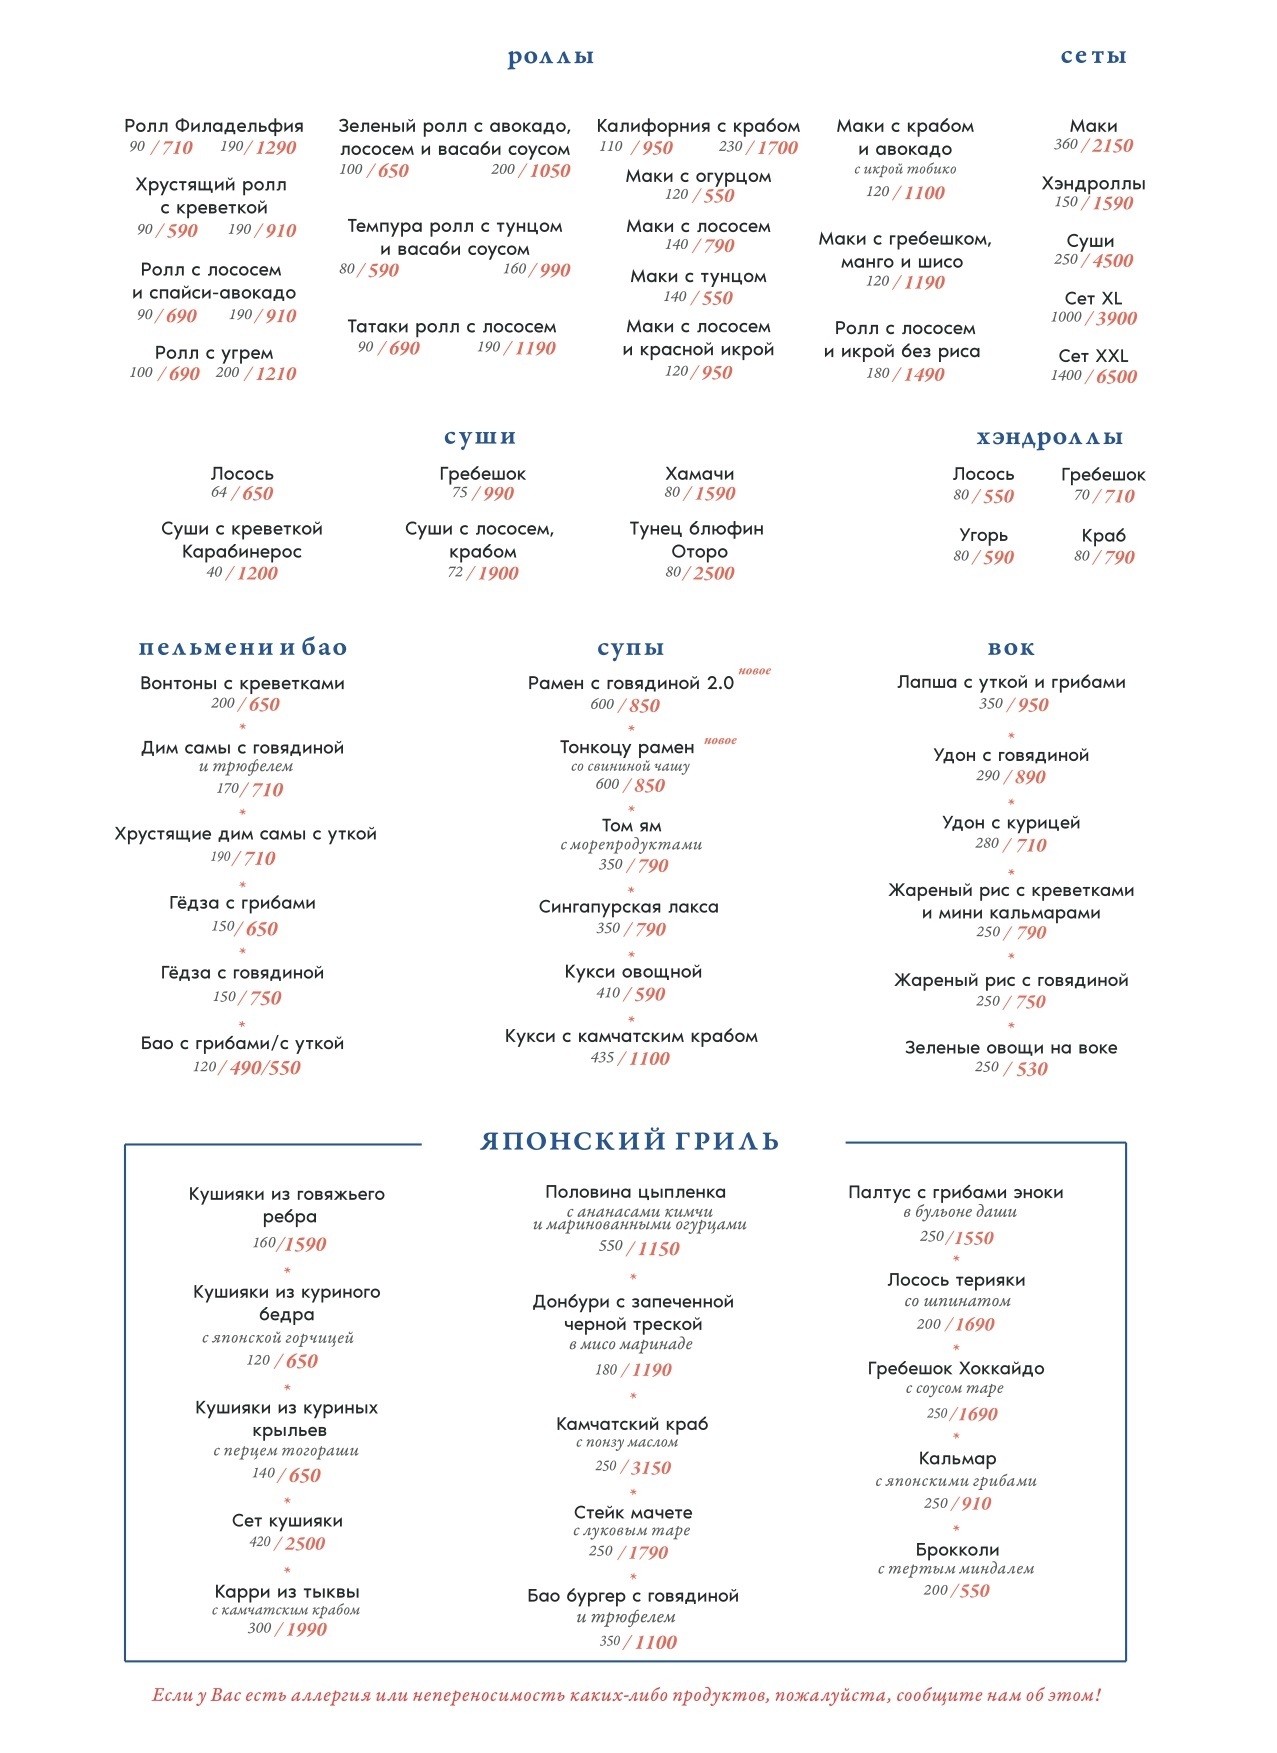 роллы
Ролл Филадельфия
90 / 710 190 / 1290
Хрустящий ролл
с креветкой
90 / 590 190 / 910
Ролл с лососем
и спайси-авокадо
90 / 690 190 / 910
Ролл с угрем
100 / 690 200 / 1210
Зеленый ролл с авокадо,
лососем и васаби соусом
100 / 650 200 / 1050
Темпура ролл с тунцом
и васаби соусом
80 / 590 160 / 990
Татаки ролл с лососем
90 / 690 190 / 1190
Калифорния с крабом
110 / 950 230 / 1700
Маки с огурцом
120 / 550
Маки с лососем
140 / 790
Маки с тунцом
140 / 550
Маки с лососем
и красной икрой
120 / 950
Маки с крабом
и авокадо
с икрой тобико
120 / 1100
Маки с гребешком,
манго и шисо
120 / 1190
Ролл с лососем
и икрой без риса
180 / 1490
сеты
Маки
360 / 2150
Хэндроллы
150 / 1590
Суши
250 / 4500
Сет XL
1000 / 3900
Сет XXL
1400 / 6500
суши
Лосось
64 / 650
Суши с креветкой
Карабинерос
40 / 1200
Гребешок
75 / 990
Суши с лососем,
крабом
72 / 1900
Хамачи
80 / 1590
Тунец блюфин
Оторо
80 / 2500
хэндроллы
Лосось
80 / 550
Гребешок
70 / 710
Угорь
80 / 590
Краб
80 / 790
пельмени и бао
Вонтоны с креветками
200 / 650
*
Дим самы с говядиной
и трюфелем
170 / 710
*
Хрустящие дим самы с уткой
190 / 710
*
Гёдза с грибами
150 / 650
*
Гёдза с говядиной
150 / 750
*
Бао с грибами/с уткой
120 / 490/550
супы
Рамен с говядиной 2.0 новое
600 / 850
*
Тонкоцу рамен новое
со свининой чашу
600 / 850
*
Том ям
с морепродуктами
350 / 790
*
Сингапурская лакса
350 / 790
*
Кукси овощной
410 / 590
*
Кукси с камчатским крабом
435 / 1100
вок
Лапша с уткой и грибами
350 / 950
*
Удон с говядиной
290 / 890
*
Удон с курицей
280 / 710
*
Жареный рис с креветками
и мини кальмарами
250 / 790
*
Жареный рис с говядиной
250 / 750
*
Зеленые овощи на воке
250 / 530
ЯПОНСКИЙ ГРИЛЬ
Кушияки из говяжьего
ребра
160 / 1590
*
Кушияки из куриного
бедра
с японской горчицей
120 / 650
*
Кушияки из куриных
крыльев
с перцем тогораши
140 / 650
*
Сет кушияки
420 / 2500
*
Карри из тыквы
с камчатским крабом
300 / 1990
Половина цыпленка
с ананасами кимчи
и маринованными огурцами
550 / 1150
*
Донбури с запеченной
черной треской
в мисо маринаде
180 / 1190
*
Камчатский краб
с понзу маслом
250 / 3150
*
Стейк мачете
с луковым таре
250 / 1790
*
Бао бургер с говядиной
и трюфелем
350 / 1100
Палтус с грибами эноки
в бульоне даши
250 / 1550
*
Лосось терияки
со шпинатом
200 / 1690
*
Гребешок Хоккайдо
с соусом таре
250 / 1690
*
Кальмар
с японскими грибами
250 / 910
*
Брокколи
с тертым миндалем
200 / 550
Если у Вас есть аллергия или непереносимость каких-либо продуктов, пожалуйста, сообщите нам об этом!